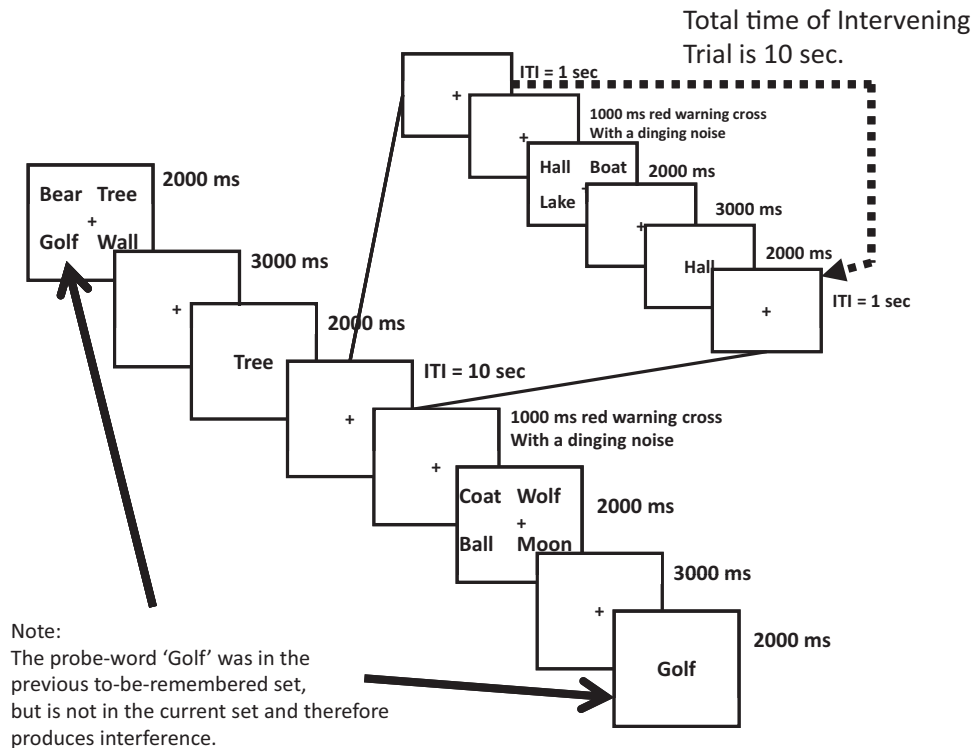 Total time of Intervening
Trial is 10 sec.
ITI = 1 sec
+
1000 ms red warning cross
With a dinging noise
+
Hall Boat
2000 ms
Lake
+
3000 ms
Hall
2000 ms
+
ITI = 1 sec
Bear Tree
2000 ms
+
Golf Wall
3000 ms
+
2000 ms
Tree
ITI = 10 sec
+
1000 ms red warning cross
With a dinging noise
+
Coat Wolf
2000 ms
+
Ball Moon
3000 ms
+
2000 ms
Golf
Note:
The probe-word ‘Golf’ was in the
previous to-be-remembered set,
but is not in the current set and therefore
produces interference.